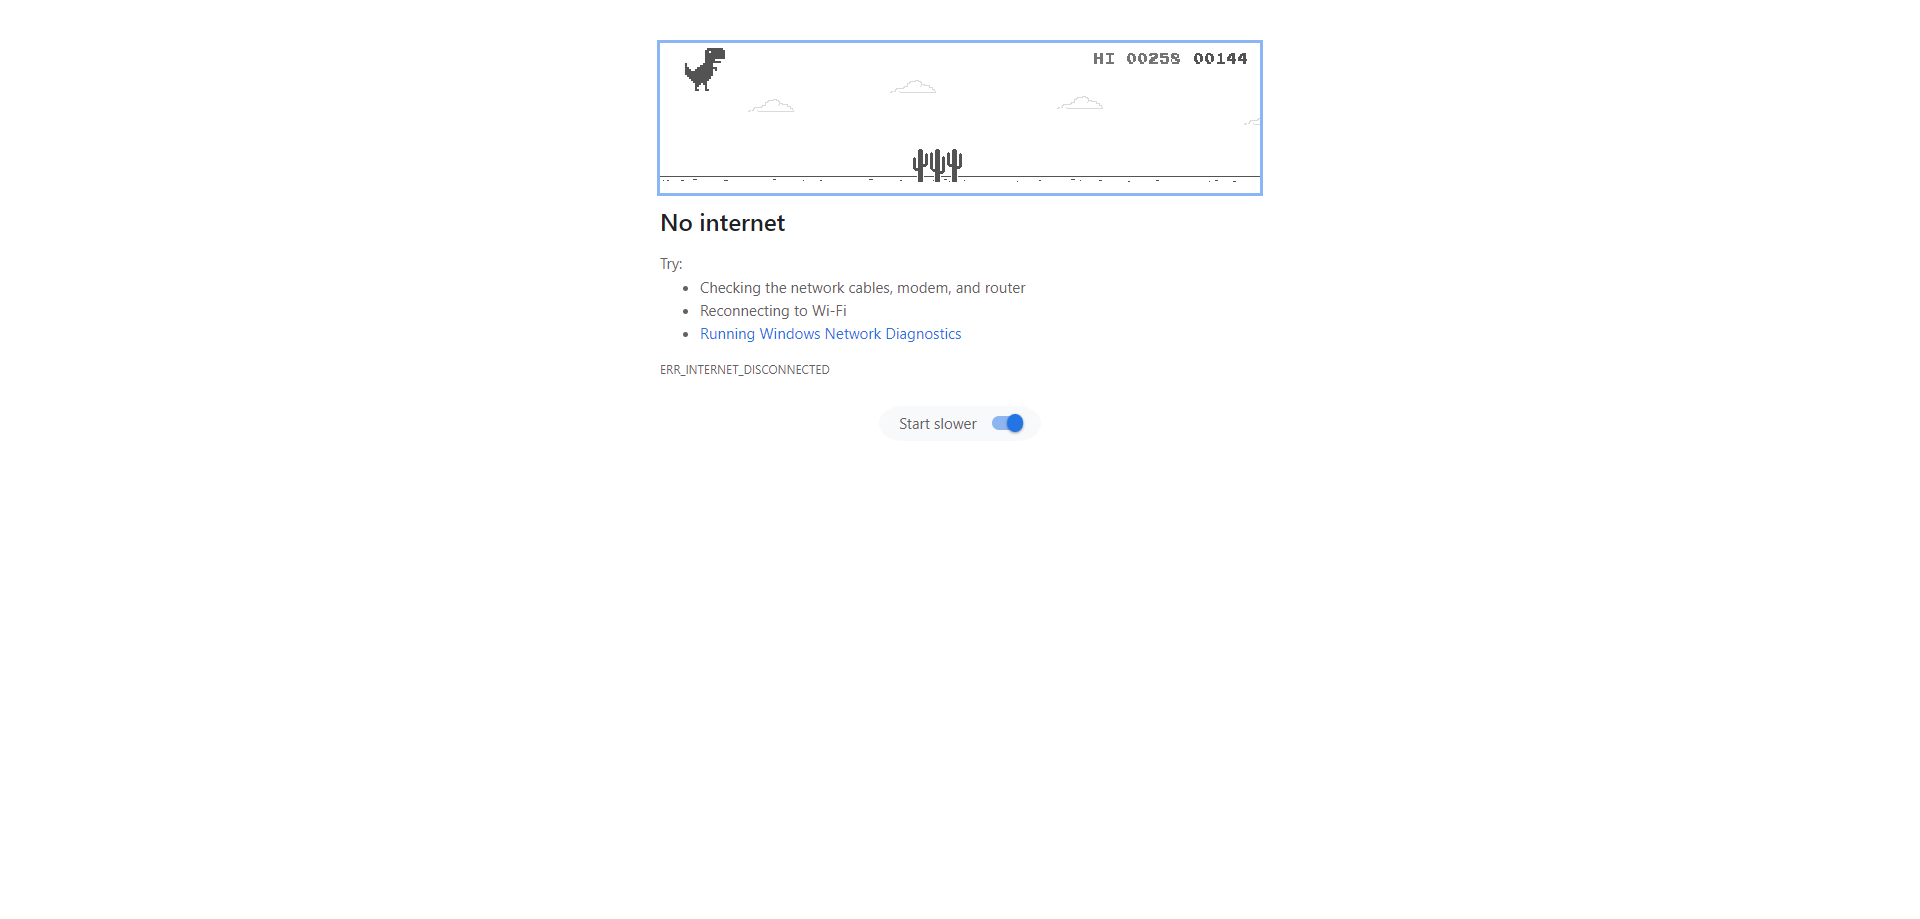 HI 00258 00144
No internet
Try:
Checking the network cables, modem, and router
Reconnecting to Wi-Fi
Running Windows Network Diagnostics
ERR_INTERNET_DISCONNECTED
Start slower